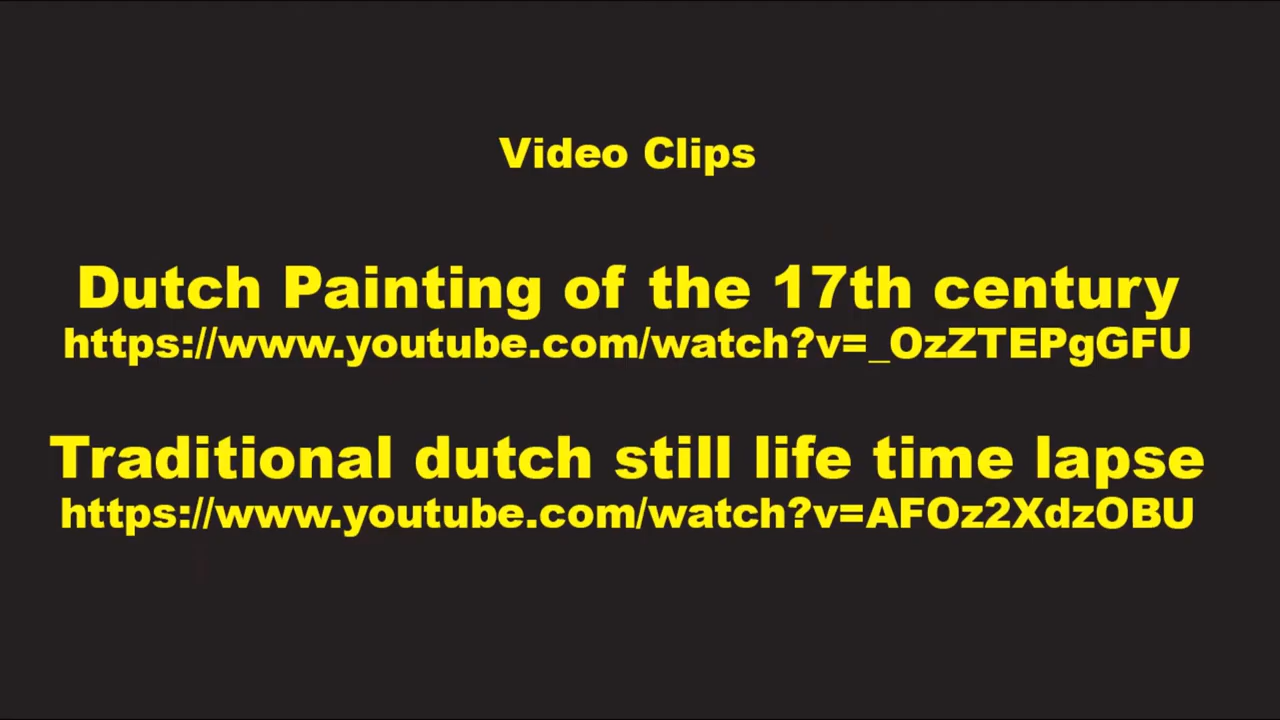 Video Clips
Dutch Painting of the 17th century
https://www.youtube.com/watch?v=_OzZTEPgGFU
Traditional dutch still life time lapse
https://www.youtube.com/watch?v=AFOz2XdzOBU